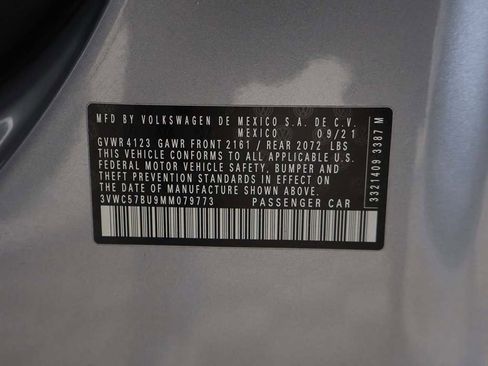 MFD BY VOLKSWAGEN DE MEXICO S.A. DE C.V.
MEXICO 09/21
GVWR 4123 GAWR FRONT 2161 / REAR 2072 LBS
THIS VEHICLE CONFORMS TO ALL APPLICABLE U.S.
FEDERAL MOTOR VEHICLE SAFETY, BUMPER AND
THEFT PREVENTION STANDARDS IN EFFECT ON
THE DATE OF MANUFACTURE SHOWN ABOVE.
3VWC57BU9MM079773 PASSENGER CAR
3321409 3387 M